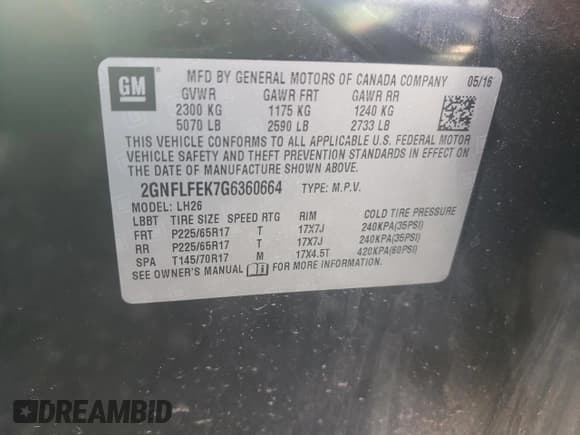 GM MFD BY GENERAL MOTORS OF CANADA COMPANY 05/16
GVWR GAWR FRT GAWR RR
2300 KG 1175 KG 1240 KG
5070 LB 2590 LB 2733 LB
THIS VEHICLE CONFORMS TO ALL APPLICABLE U.S. FEDERAL MOTOR
VEHICLE SAFETY AND THEFT PREVENTION STANDARDS IN EFFECT ON
THE DATE OF MANUFACTURE SHOWN ABOVE.
2GNFLFEK7G6360664 TYPE: M.P.V.
MODEL: LH26
LBBT TIRE SIZE SPEED RTG RIM COLD TIRE PRESSURE
FRT P225/65R17 T 17X7J 240KPA(35PSI)
RR P225/65R17 T 17X7J 240KPA(35PSI)
SPA T145/70R17 M 17X4.5T 420KPA(60PSI)
SEE OWNER'S MANUAL FOR MORE INFORMATION.
DREAMBID